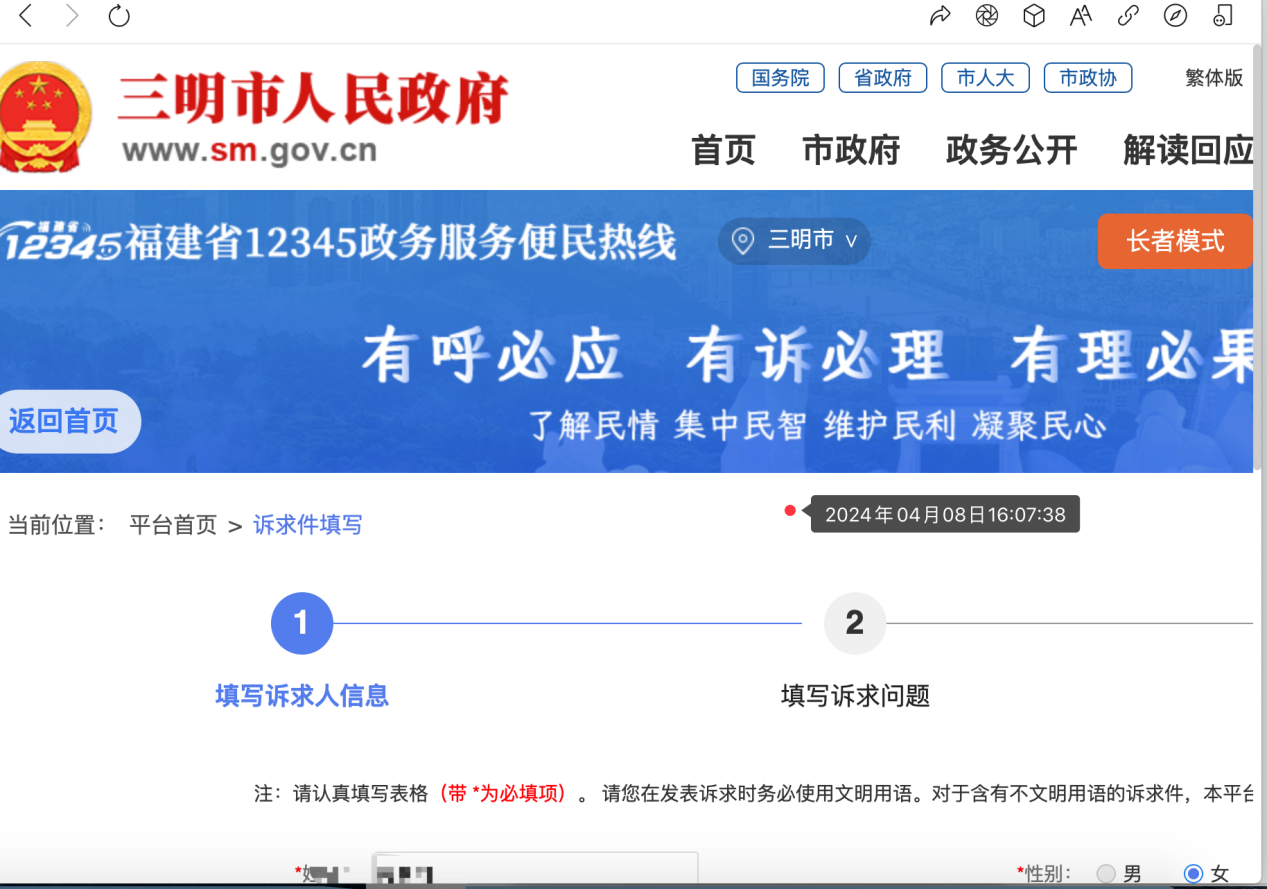 国务院 省政府 市人大 市政协 繁体版
三明市人民政府
www.sm.gov.cn
首页 市政府 政务公开 解读回应
福建省
12345
福建省12345政务服务便民热线
三明市
长者模式
有呼必应 有诉必理 有理必果
返回首页
了解民情 集中民智 维护民利 凝聚民心
当前位置： 平台首页 > 诉求件填写
2024年04月08日16:07:38
1 2
填写诉求人信息 填写诉求问题
注：请认真填写表格（带 *为必填项）。 请您在发表诉求时务必使用文明用语。对于含有不文明用语的诉求件，本平台
*性别： 男 女